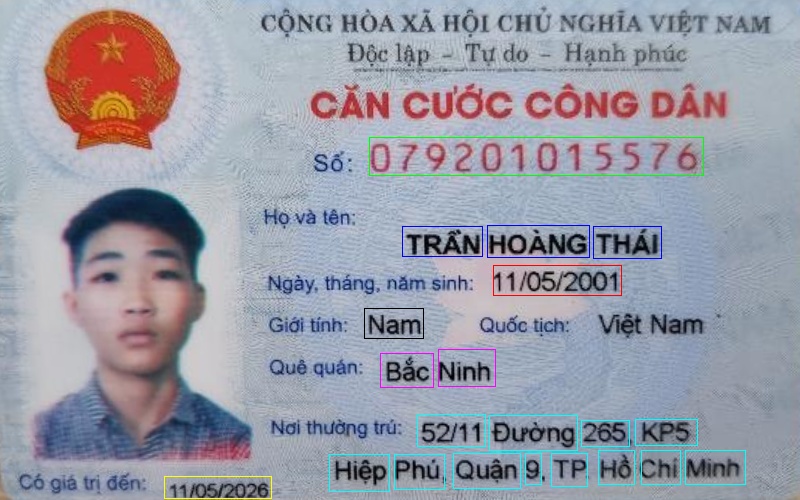 CỘNG HÒA XÃ HỘI CHỦ NGHĨA VIỆT NAM
Độc lập - Tự do - Hạnh phúc
CĂN CƯỚC CÔNG DÂN
Số: 079201015576
Họ và tên:
TRẦN HOÀNG THÁI
Ngày, tháng, năm sinh: 11/05/2001
Giới tính: Nam Quốc tịch: Việt Nam
Quê quán: Bắc Ninh
Nơi thường trú: 52/11 Đường 265, KP5
Hiệp Phú, Quận 9, TP. Hồ Chí Minh
Có giá trị đến: 11/05/2026